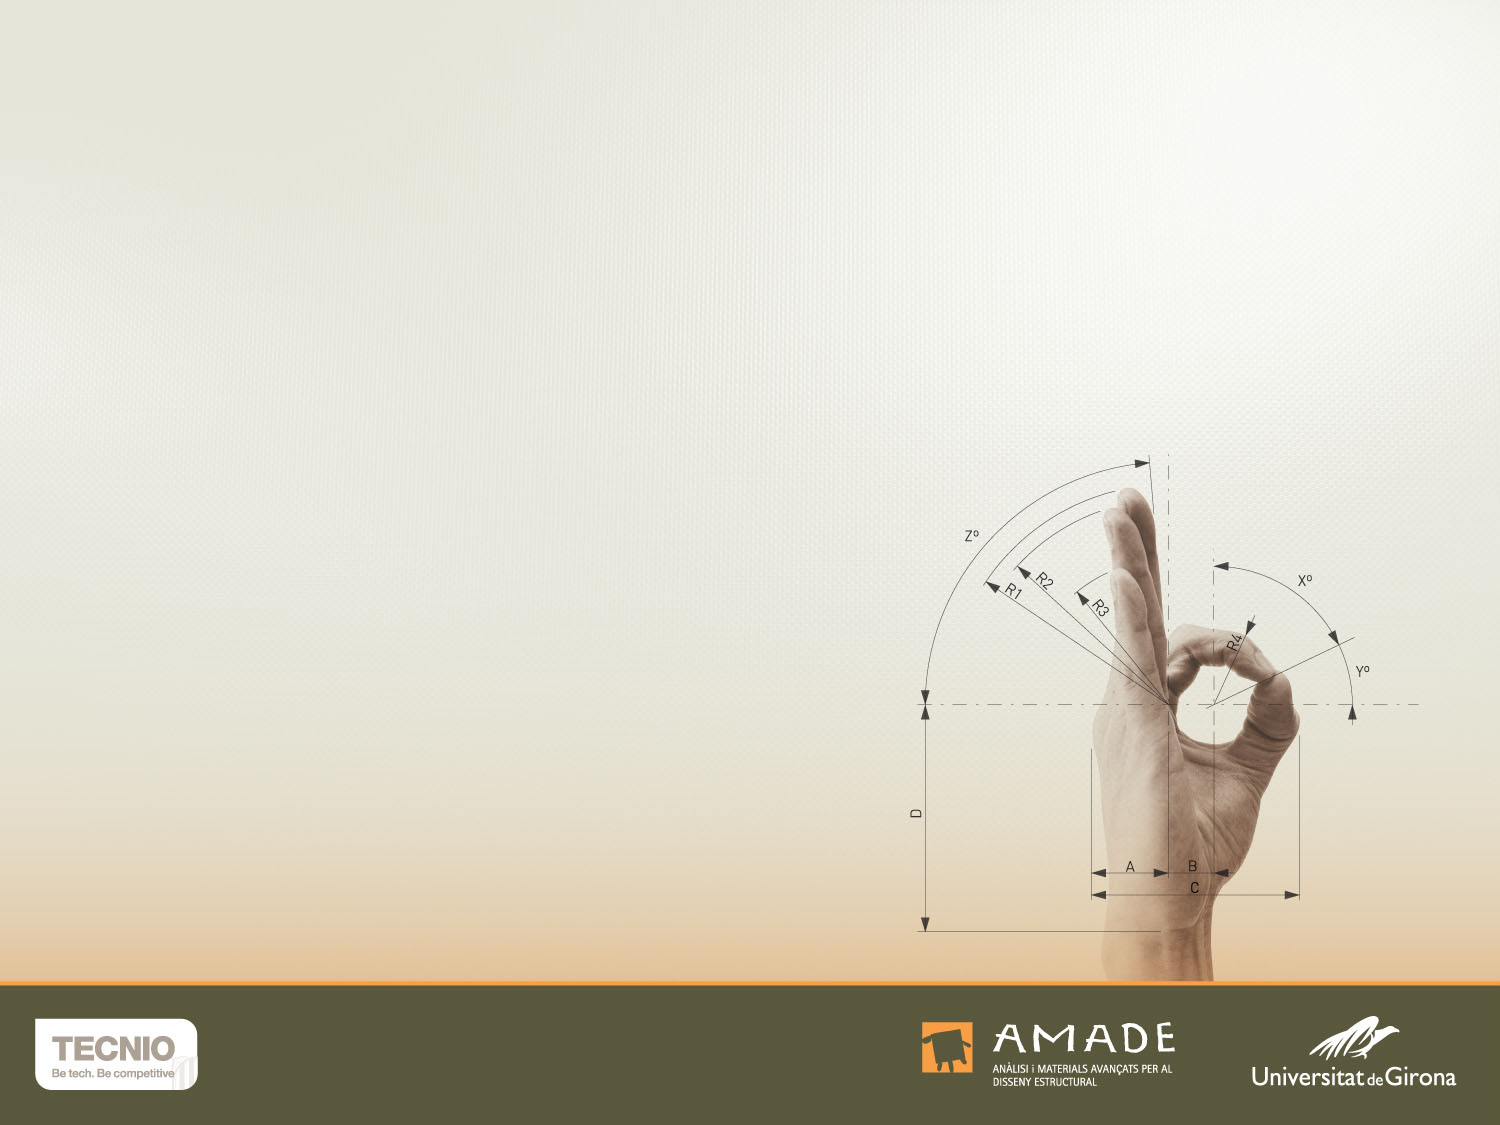 Zº
R1
R2
R3
R4
Xº
Yº
D
A
B
C
TECNIO
Be tech. Be competitive
AMADE
ANÀLISI i MATERIALS AVANÇATS PER AL
DISSENY ESTRUCTURAL
Universitat de Girona